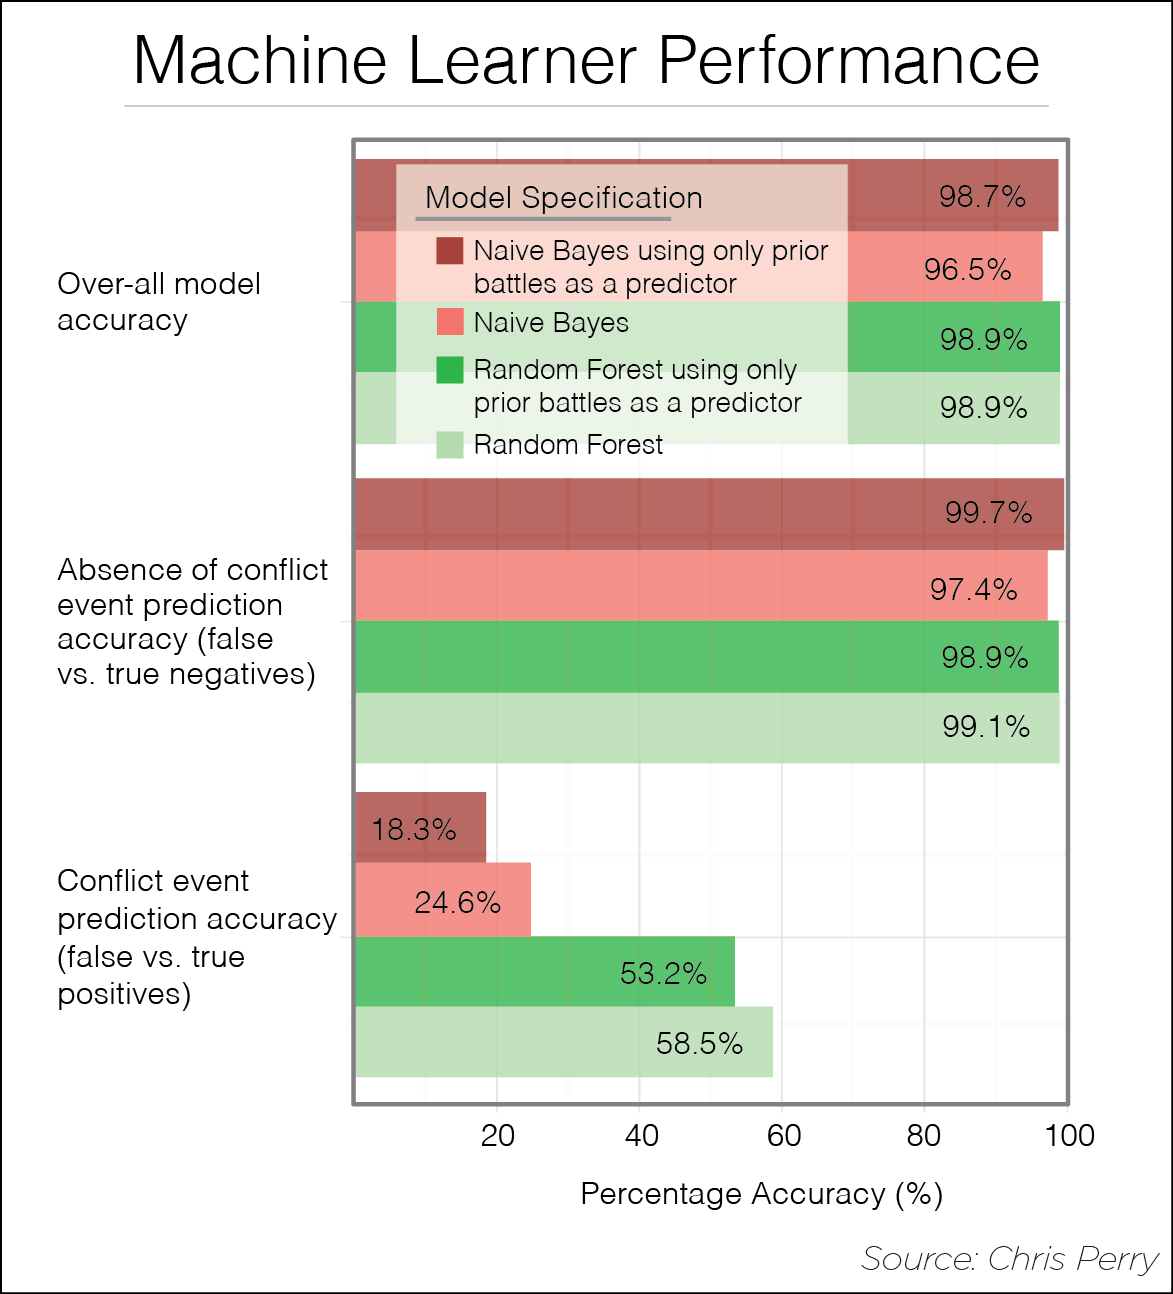 Machine Learner Performance
Model Specification
Naive Bayes using only prior
battles as a predictor
Naive Bayes
Random Forest using only
prior battles as a predictor
Random Forest
Over-all model
accuracy
98.7%
96.5%
98.9%
98.9%
Absence of conflict
event prediction
accuracy (false
vs. true negatives)
99.7%
97.4%
98.9%
99.1%
Conflict event
prediction accuracy
(false vs. true
positives)
18.3%
24.6%
53.2%
58.5%
20 40 60 80 100
Percentage Accuracy (%)
Source: Chris Perry